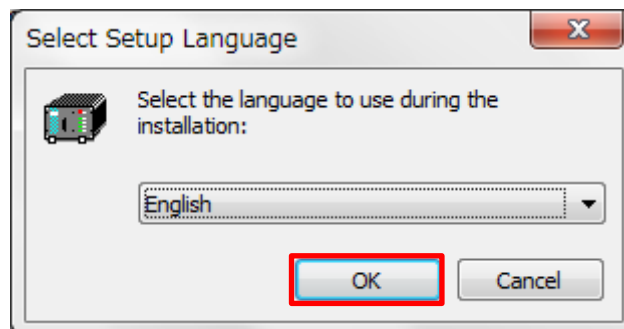 Select Setup Language
Select the language to use during the
installation:
English
OK
Cancel